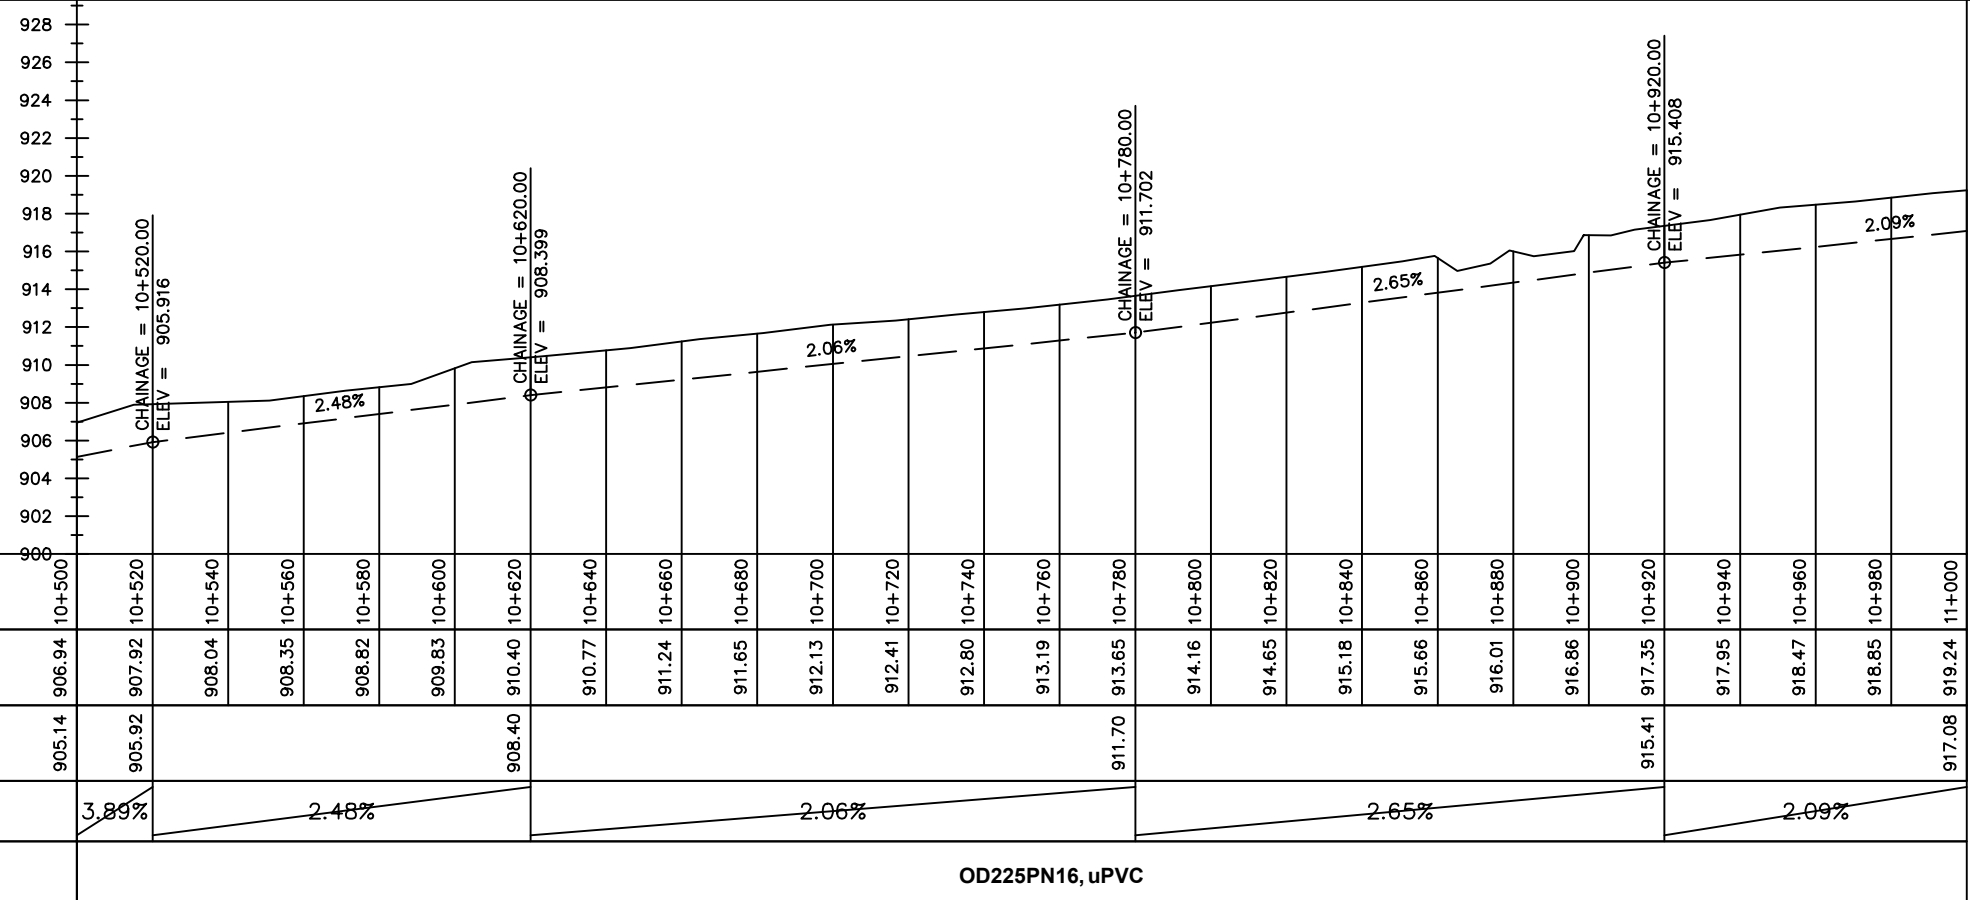 928
926
924
922
920
918
916
914
912
910
908
906
904
902
900
CHAINAGE = 10+520.00
ELEV = 905.916
CHAINAGE = 10+620.00
ELEV = 908.399
CHAINAGE = 10+780.00
ELEV = 911.702
CHAINAGE = 10+920.00
ELEV = 915.408
2.48%
2.06%
2.65%
2.09%
10+500 10+520 10+540 10+560 10+580 10+600 10+620 10+640 10+660 10+680 10+700 10+720 10+740 10+760 10+780 10+800 10+820 10+840 10+860 10+880 10+900 10+920 10+940 10+960 10+980 11+000
906.94 907.92 908.04 908.35 908.82 909.83 910.40 910.77 911.24 911.65 912.13 912.41 912.80 913.19 913.65 914.16 914.65 915.18 915.66 916.01 916.86 917.35 917.95 918.47 918.85 919.24
905.14 905.92 908.40 911.70 915.41 917.08
3.89% 2.48% 2.06% 2.65% 2.09%
OD225PN16, uPVC